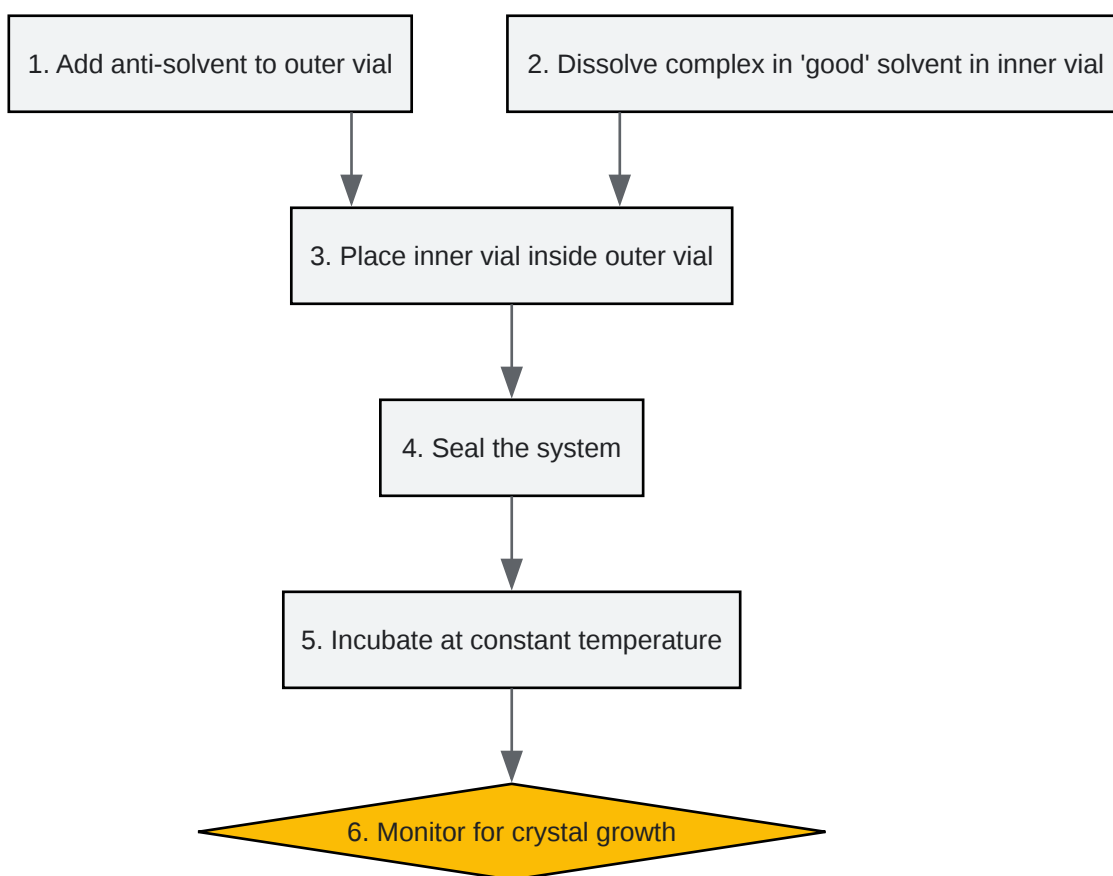 1. Add anti-solvent to outer vial
2. Dissolve complex in 'good' solvent in inner vial
3. Place inner vial inside outer vial
4. Seal the system
5. Incubate at constant temperature
6. Monitor for crystal growth